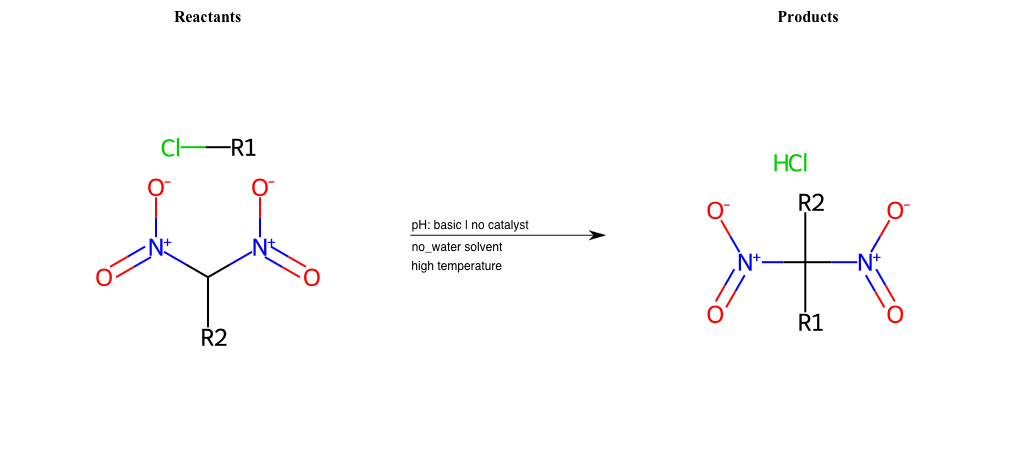 Reactants
Products
Cl R1
HCl
O- O-
N+ N+
O O
R2
pH: basic | no catalyst
no_water solvent
high temperature
R2
O- O-
N+ N+
O O
R1